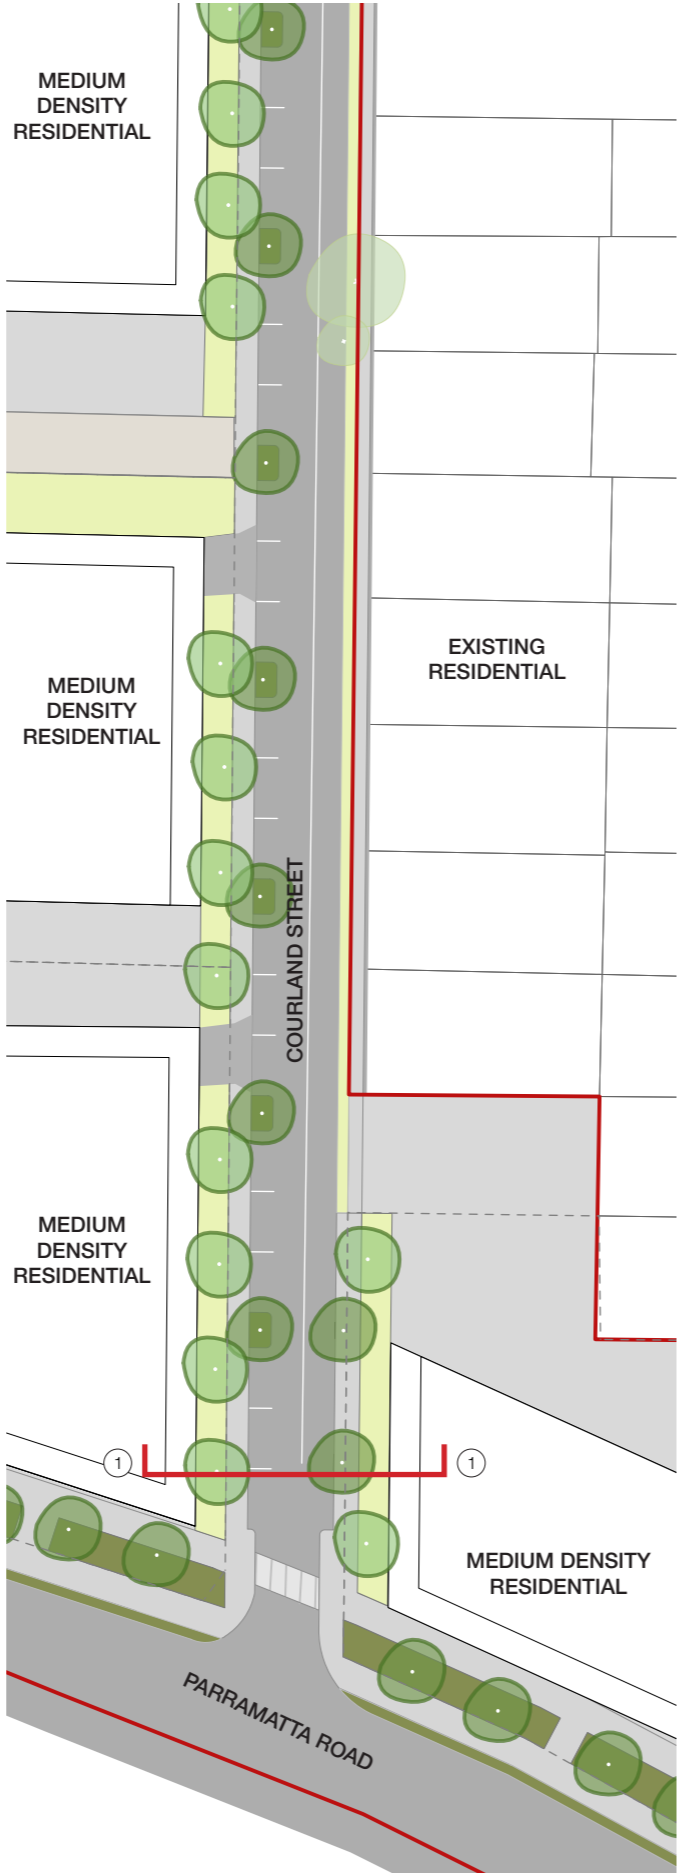 MEDIUM
DENSITY
RESIDENTIAL
EXISTING
RESIDENTIAL
MEDIUM
DENSITY
RESIDENTIAL
COURLAND STREET
MEDIUM
DENSITY
RESIDENTIAL
1
1
MEDIUM DENSITY
RESIDENTIAL
PARRAMATTA ROAD